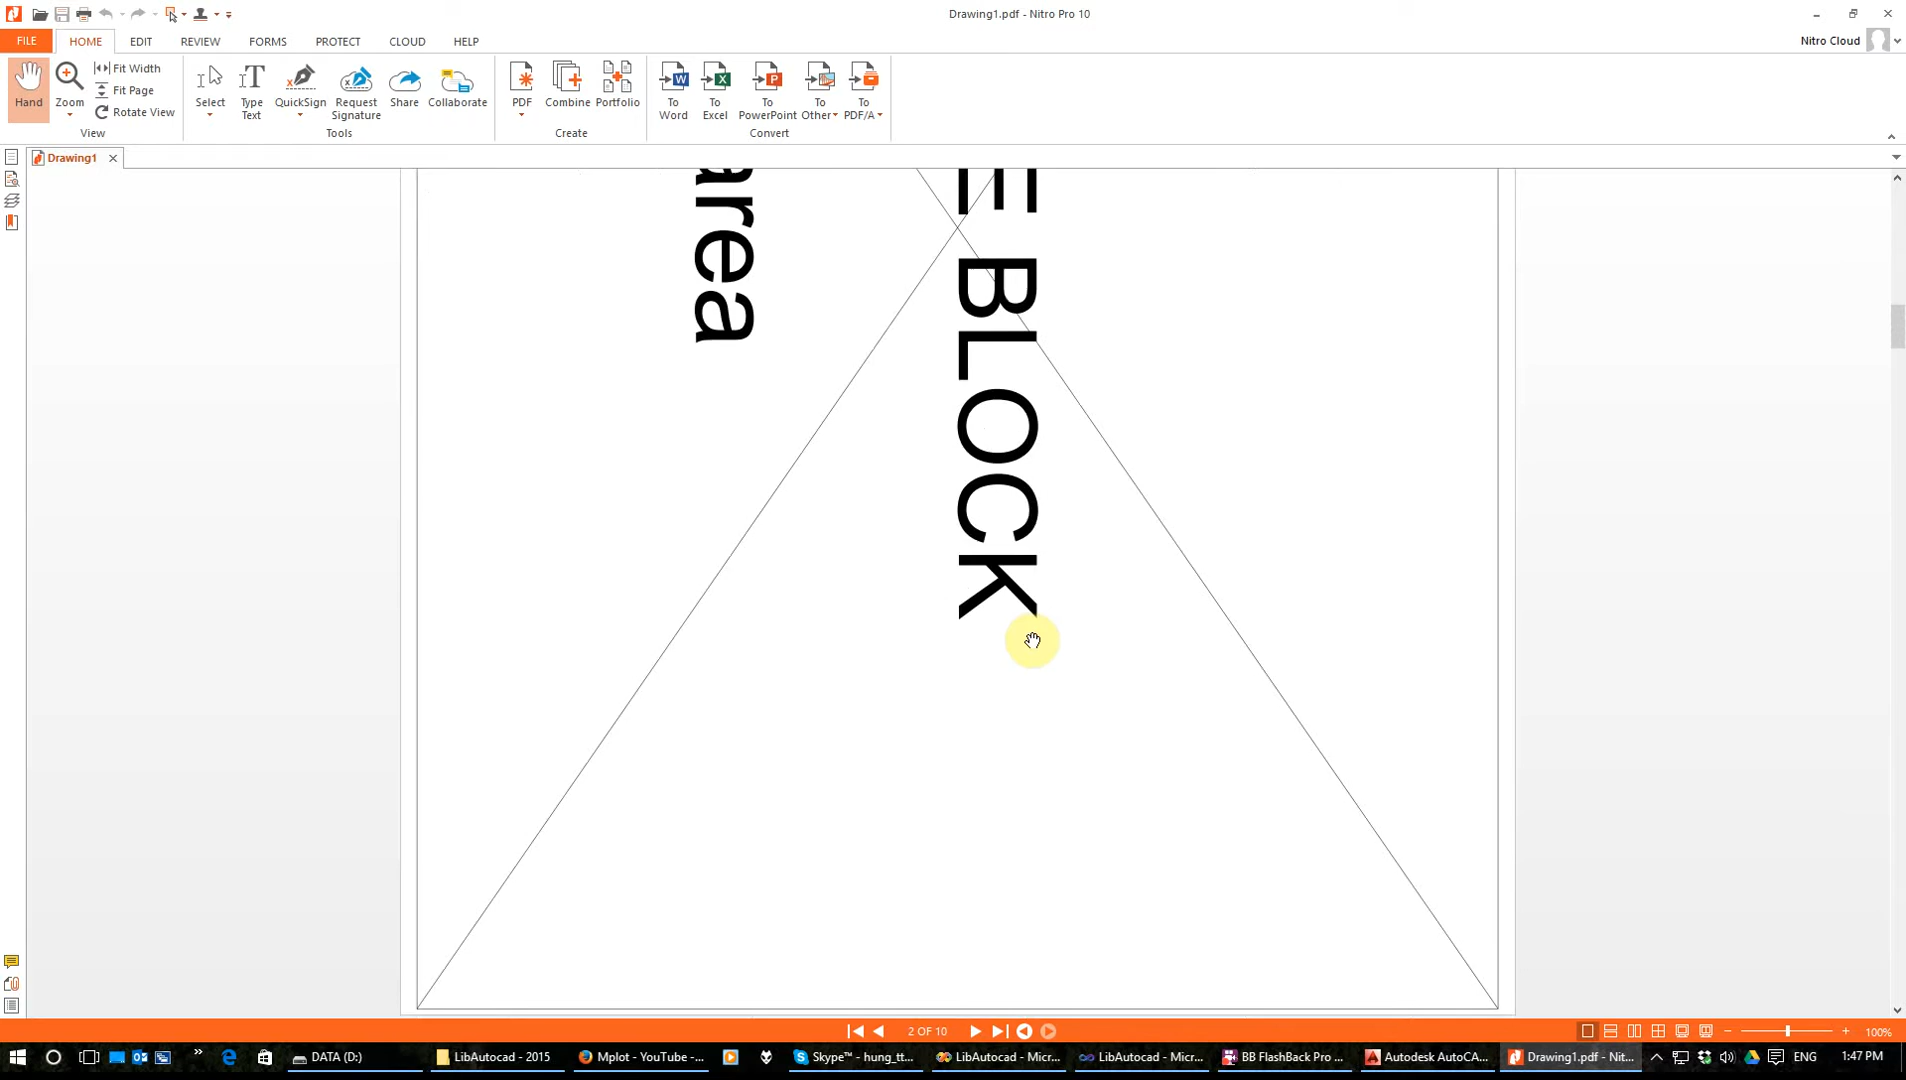 Drawing1.pdf - Nitro Pro 10
FILE
HOME
EDIT
REVIEW
FORMS
PROTECT
CLOUD
HELP
Nitro Cloud
Hand
Zoom
Fit Width
Fit Page
Rotate View
View
Select
Type Text
QuickSign
Request Signature
Share
Collaborate
Tools
PDF
Combine
Portfolio
Create
To Word
To Excel
To PowerPoint
To Other
To PDF/A
Convert
Drawing1
area
E BLOCK
2 OF 10
100%
DATA (D:)
LibAutocad - 2015
Mplot - YouTube -...
Skype™ - hung_tt...
LibAutocad - Micr...
LibAutocad - Micr...
BB FlashBack Pro ...
Autodesk AutoCA...
Drawing1.pdf - Nit...
ENG
1:47 PM